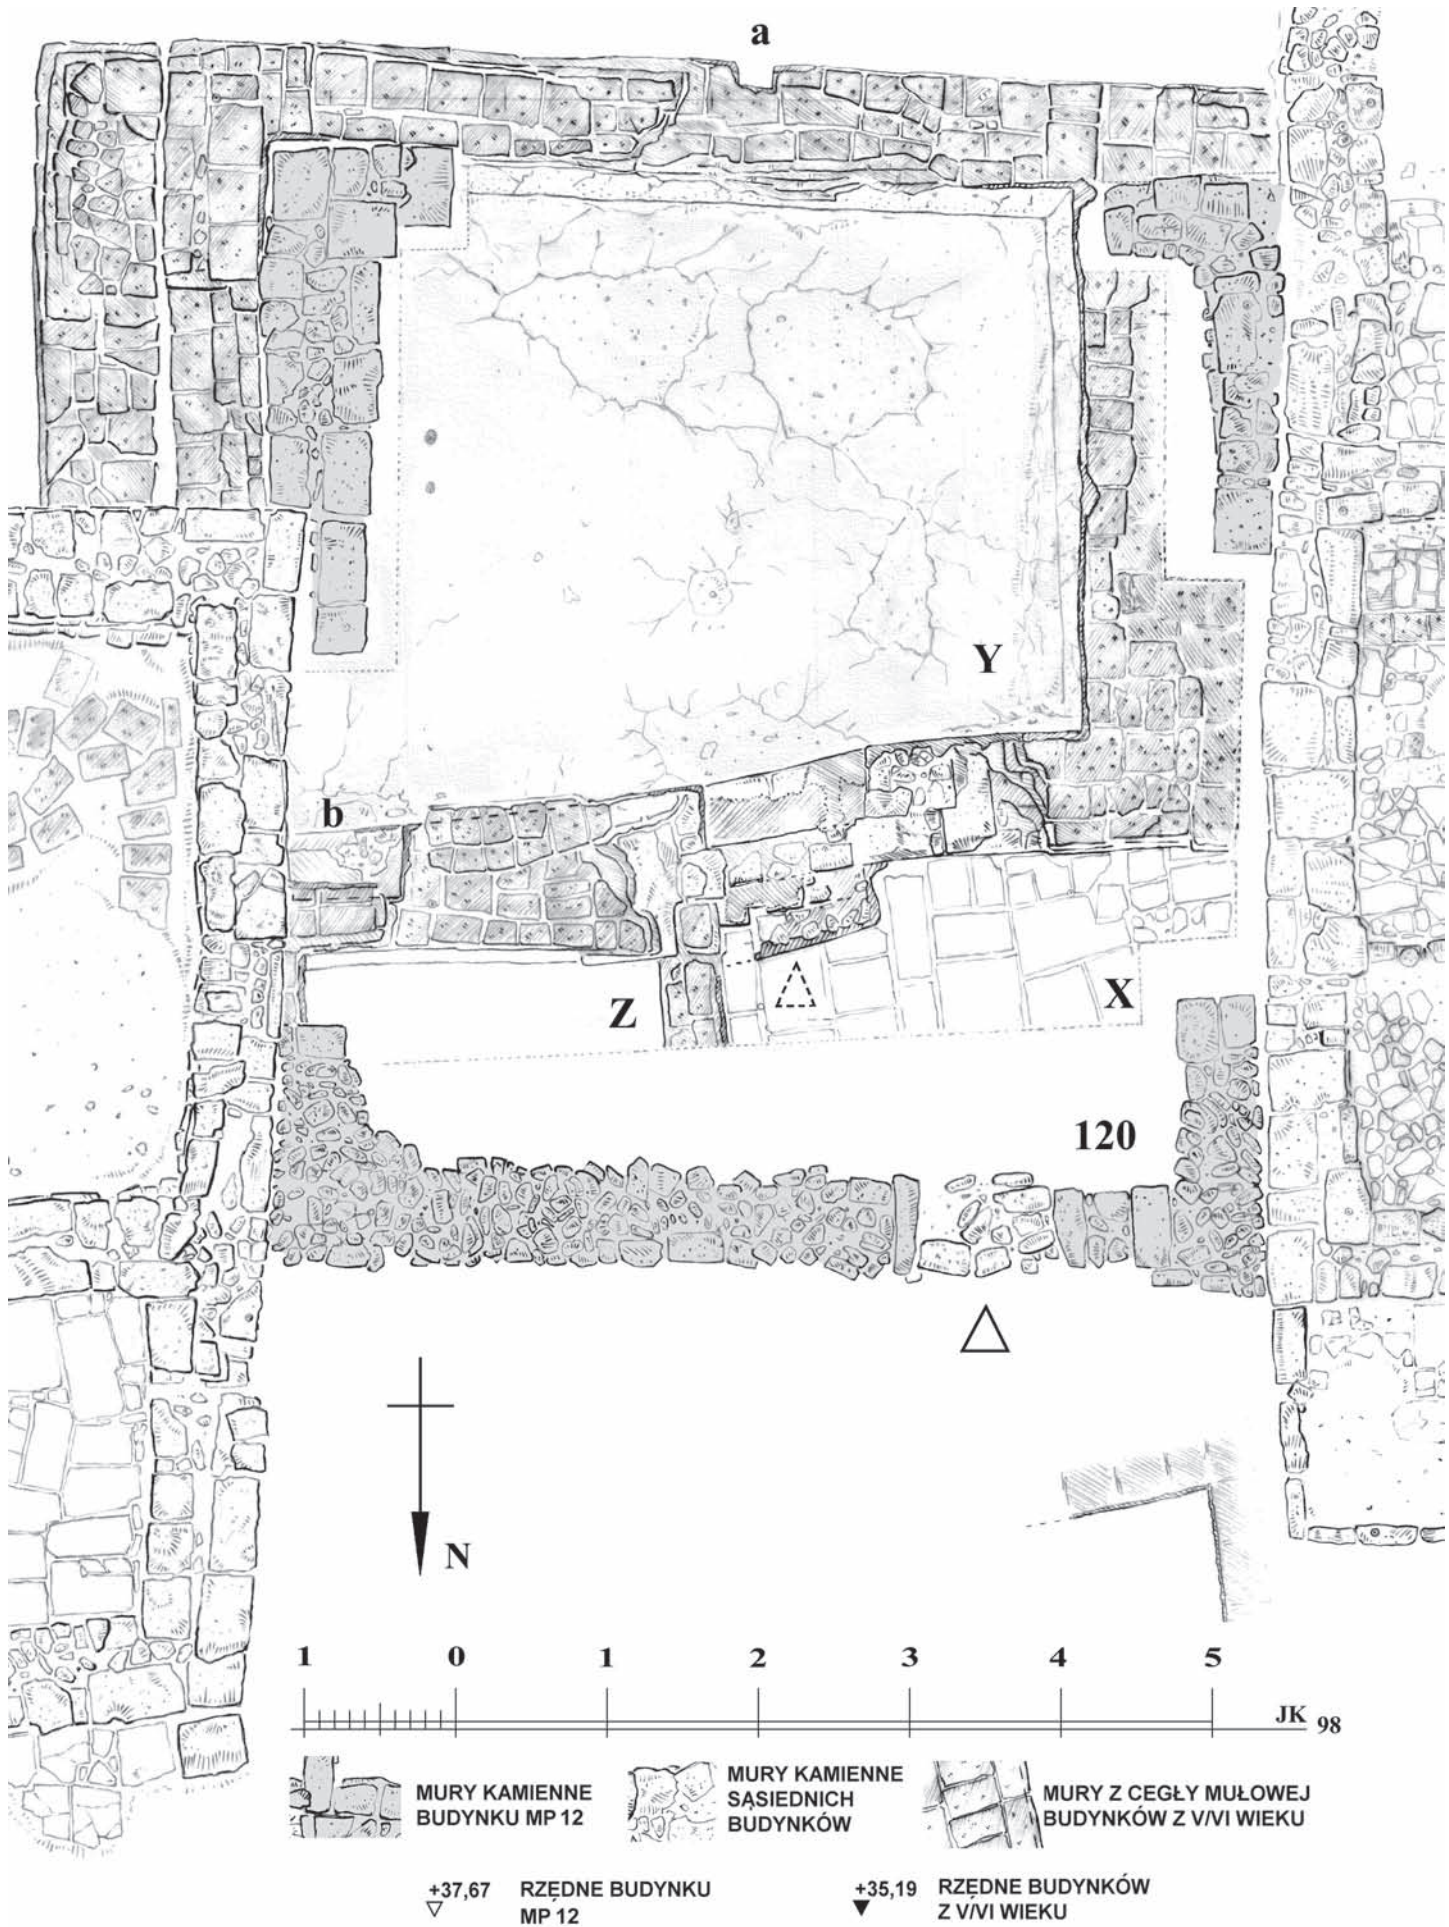 a
Y
b
Z
X
120
N
1 0 1 2 3 4 5
JK 98
MURY KAMIENNE
BUDYNKU MP 12
MURY KAMIENNE
SĄSIEDNICH
BUDYNKÓW
MURY Z CEGŁY MUŁOWEJ
BUDYNKÓW Z V/VI WIEKU
+37,67
RZĘDNE BUDYNKU
MP 12
+35,19
RZĘDNE BUDYNKÓW
Z V/VI WIEKU